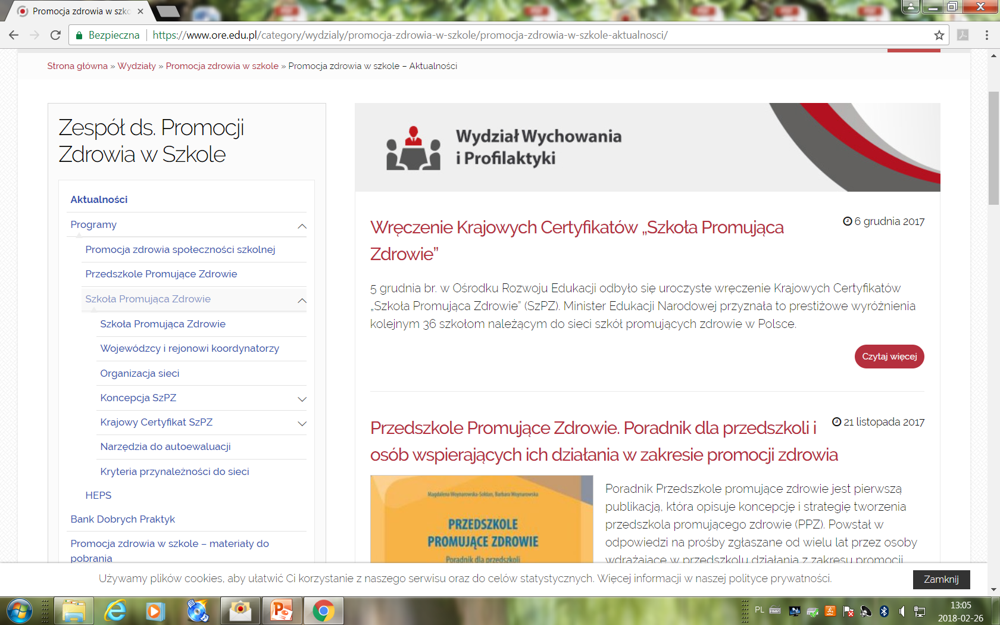 Promocja zdrowia w szko
Bezpieczna
https://www.ore.edu.pl/category/wydzialy/promocja-zdrowia-w-szkole/promocja-zdrowia-w-szkole-aktualnosci/
Strona główna » Wydziały » Promocja zdrowia w szkole » Promocja zdrowia w szkole – Aktualności
Zespół ds. Promocji
Zdrowia w Szkole
Aktualności
Programy
Promocja zdrowia społeczności szkolnej
Przedszkole Promujące Zdrowie
Szkoła Promująca Zdrowie
Szkoła Promująca Zdrowie
Wojewódzcy i rejonowi koordynatorzy
Organizacja sieci
Koncepcja SzPZ
Krajowy Certyfikat SzPZ
Narzędzia do autoewaluacji
Kryteria przynależności do sieci
HEPS
Bank Dobrych Praktyk
Promocja zdrowia w szkole – materiały do
pobrania
Wydział Wychowania
i Profilaktyki
Wręczenie Krajowych Certyfikatów „Szkoła Promująca
Zdrowie”
6 grudnia 2017
5 grudnia br. w Ośrodku Rozwoju Edukacji odbyło się uroczyste wręczenie Krajowych Certyfikatów
„Szkoła Promująca Zdrowie” (SzPZ). Minister Edukacji Narodowej przyznała to prestiżowe wyróżnienia
kolejnym 36 szkołom należącym do sieci szkół promujących zdrowie w Polsce.
Czytaj więcej
Przedszkole Promujące Zdrowie. Poradnik dla przedszkoli i
osób wspierających ich działania w zakresie promocji zdrowia
21 listopada 2017
Magdalena Woynarowska-Sołdan, Barbara Woynarowska
PRZEDSZKOLE
PROMUJĄCE ZDROWIE
Poradnik dla przedszkoli
Poradnik Przedszkole promujące zdrowie jest pierwszą
publikacją, która opisuje koncepcję i strategię tworzenia
przedszkola promującego zdrowie (PPZ). Powstał w
odpowiedzi na prośby zgłaszane od wielu lat przez osoby
wdrażające w przedszkolu działania z zakresu promocji
Używamy plików cookies, aby ułatwić Ci korzystanie z naszego serwisu oraz do celów statystycznych. Więcej informacji w naszej polityce prywatności.
Zamknij
PL
13:05
2018-02-26